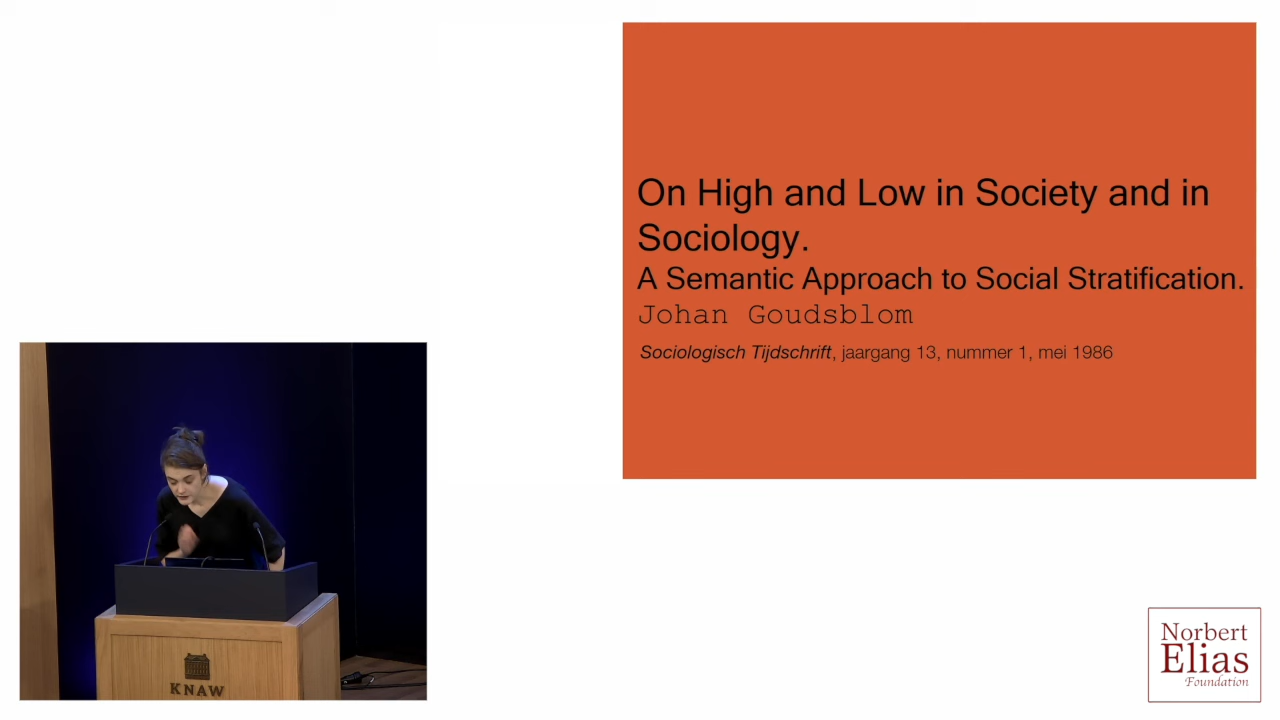 On High and Low in Society and in
Sociology.
A Semantic Approach to Social Stratification.
Johan Goudsblom
Sociologisch Tijdschrift, jaargang 13, nummer 1, mei 1986
KNAW
Norbert
Elias
Foundation